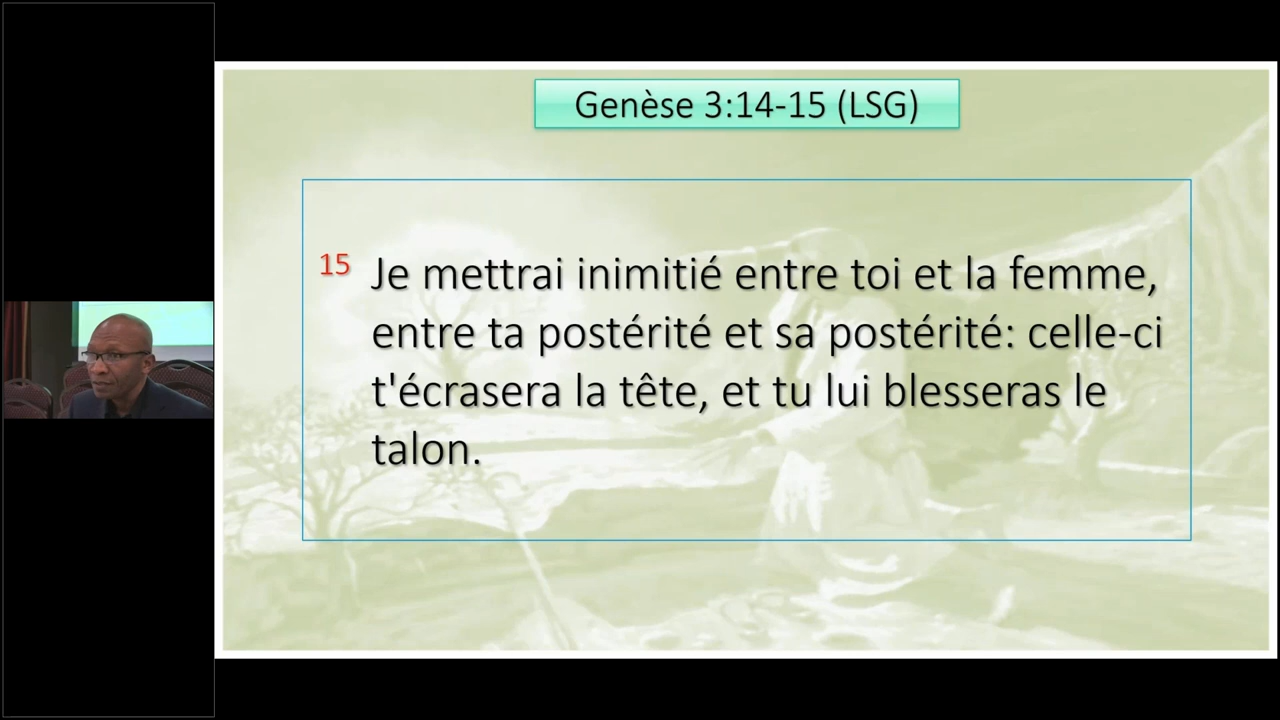 Genèse 3:14-15 (LSG)
15 Je mettrai inimitié entre toi et la femme,
entre ta postérité et sa postérité: celle-ci
t'écrasera la tête, et tu lui blesseras le
talon.